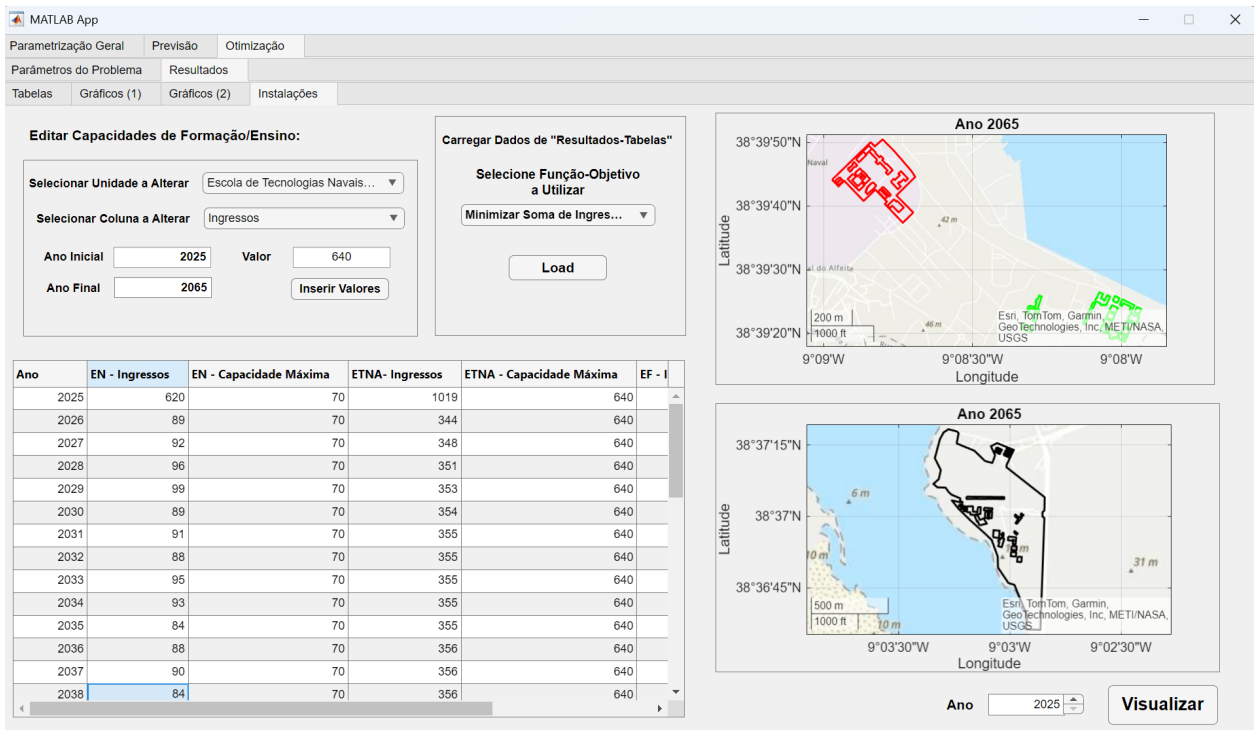 MATLAB App
Parametrização Geral Previsão Otimização
Parâmetros do Problema Resultados
Tabelas Gráficos (1) Gráficos (2) Instalações
Editar Capacidades de Formação/Ensino:
Selecionar Unidade a Alterar Escola de Tecnologias Navais...
Selecionar Coluna a Alterar Ingressos
Ano Inicial 2025 Valor 640
Ano Final 2065 Inserir Valores
Carregar Dados de "Resultados-Tabelas"
Selecione Função-Objetivo
a Utilizar
Minimizar Soma de Ingres...
Load
Ano EN - Ingressos EN - Capacidade Máxima ETNA- Ingressos ETNA - Capacidade Máxima EF - I
2025 620 70 1019 640
2026 89 70 344 640
2027 92 70 348 640
2028 96 70 351 640
2029 99 70 353 640
2030 89 70 354 640
2031 91 70 355 640
2032 88 70 355 640
2033 95 70 355 640
2034 93 70 355 640
2035 84 70 355 640
2036 88 70 356 640
2037 90 70 356 640
2038 84 70 356 640
Ano 2065
38°39'50"N
Naval
38°39'40"N
42 m
Latitude
38°39'30"N
al do Alfeite
200 m
1000 ft
46 m
Esri, TomTom, Garmin,
GeoTechnologies, Inc, METI/NASA,
USGS
38°39'20"N
9°09'W 9°08'30"W 9°08'W
Longitude
Ano 2065
38°37'15"N
6 m
Latitude
38°37'N
10 m
31 m
38°36'45"N
500 m
1000 ft
10 m
Esri, TomTom, Garmin,
GeoTechnologies, Inc, METI/NASA,
USGS
9°03'30"W 9°03'W 9°02'30"W
Longitude
Ano 2025 Visualizar